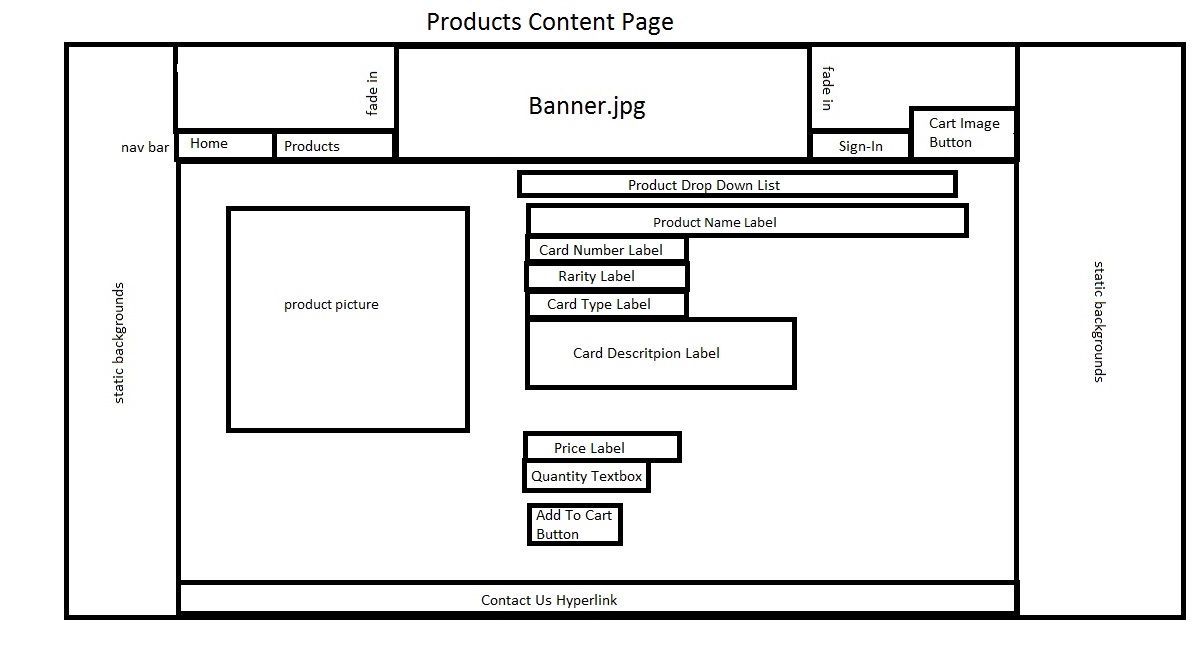 Products Content Page
fade in
Banner.jpg
fade in
nav bar
Home
Products
Sign-In
Cart Image
Button
Product Drop Down List
Product Name Label
Card Number Label
Rarity Label
Card Type Label
Card Descritpion Label
product picture
static backgrounds
static backgrounds
Price Label
Quantity Textbox
Add To Cart
Button
Contact Us Hyperlink